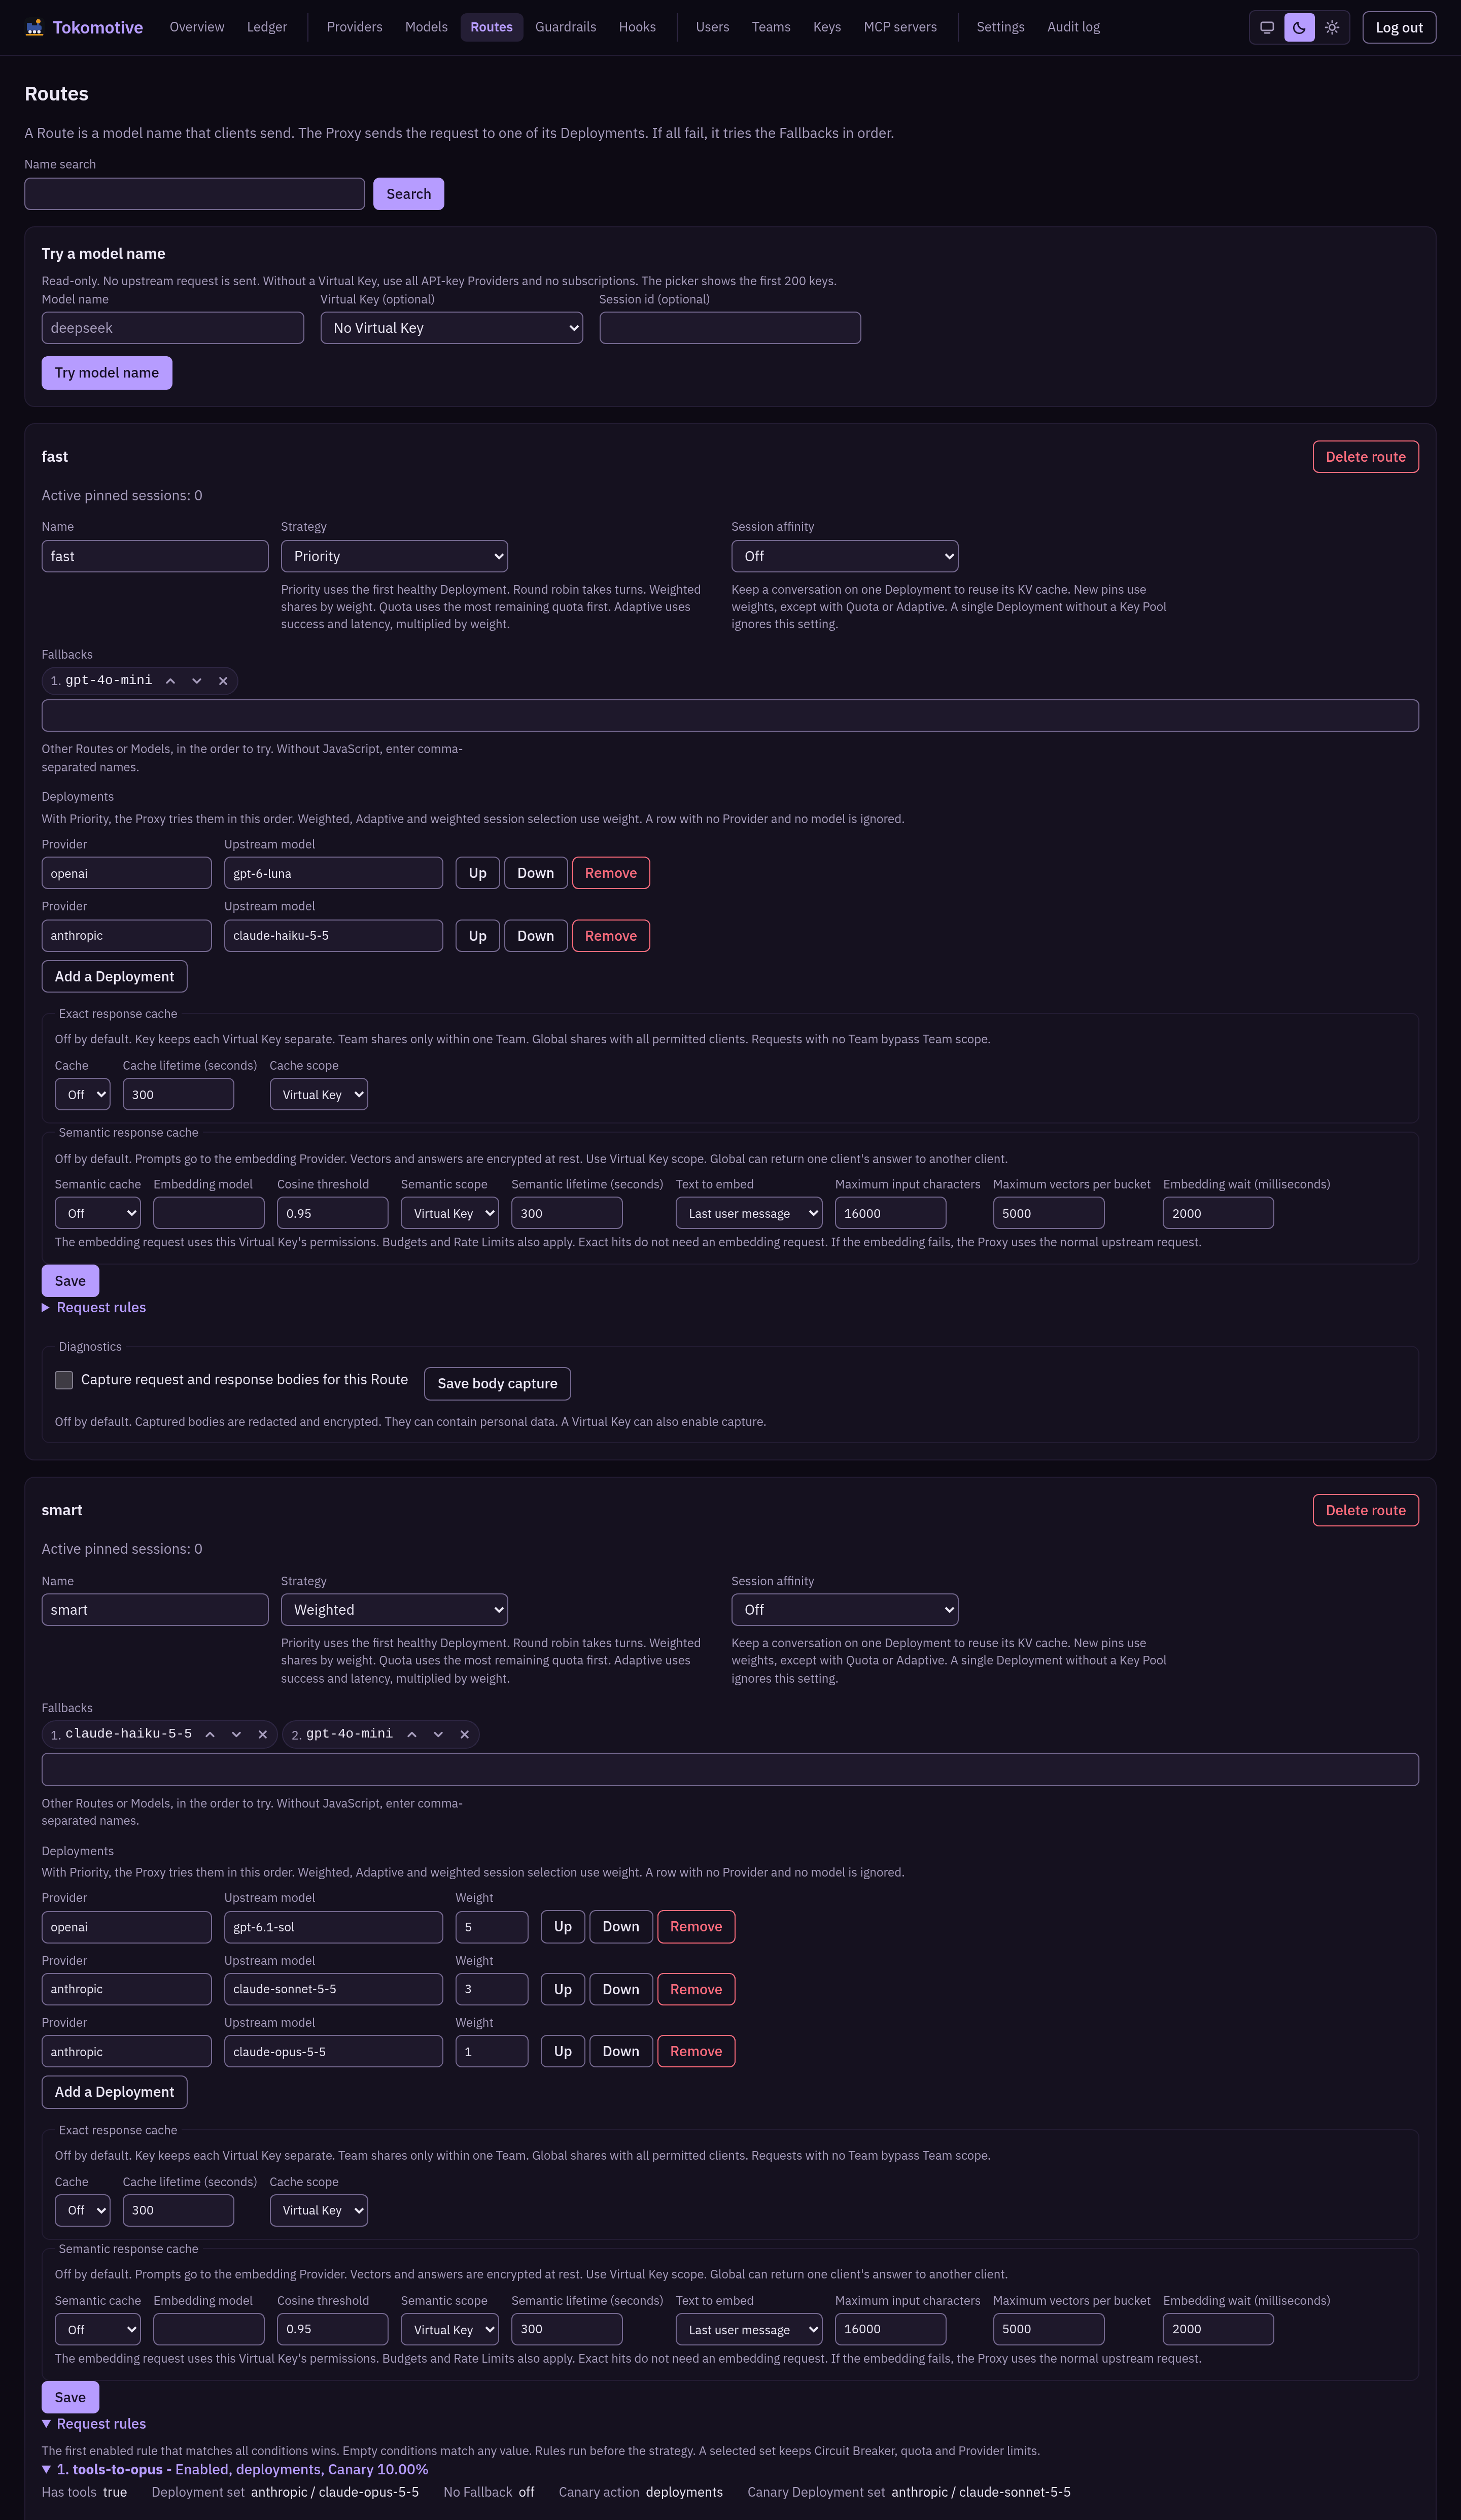 Tokomotive Overview Ledger Providers Models Routes Guardrails Hooks Users Teams Keys MCP servers Settings Audit log Log out
Routes
A Route is a model name that clients send. The Proxy sends the request to one of its Deployments. If all fail, it tries the Fallbacks in order.
Name search
Search
Try a model name
Read-only. No upstream request is sent. Without a Virtual Key, use all API-key Providers and no subscriptions. The picker shows the first 200 keys.
Model name Virtual Key (optional) Session id (optional)
deepseek No Virtual Key
Try model name
fast Delete route
Active pinned sessions: 0
Name Strategy Session affinity
fast Priority Off
Priority uses the first healthy Deployment. Round robin takes turns. Weighted Keep a conversation on one Deployment to reuse its KV cache. New pins use
shares by weight. Quota uses the most remaining quota first. Adaptive uses weights, except with Quota or Adaptive. A single Deployment without a Key Pool
success and latency, multiplied by weight. ignores this setting.
Fallbacks
1. gpt-4o-mini
Other Routes or Models, in the order to try. Without JavaScript, enter comma-
separated names.
Deployments
With Priority, the Proxy tries them in this order. Weighted, Adaptive and weighted session selection use weight. A row with no Provider and no model is ignored.
Provider Upstream model
openai gpt-6-luna Up Down Remove
Provider Upstream model
anthropic claude-haiku-5-5 Up Down Remove
Add a Deployment
Exact response cache
Off by default. Key keeps each Virtual Key separate. Team shares only within one Team. Global shares with all permitted clients. Requests with no Team bypass Team scope.
Cache Cache lifetime (seconds) Cache scope
Off 300 Virtual Key
Semantic response cache
Off by default. Prompts go to the embedding Provider. Vectors and answers are encrypted at rest. Use Virtual Key scope. Global can return one client's answer to another client.
Semantic cache Embedding model Cosine threshold Semantic scope Semantic lifetime (seconds) Text to embed Maximum input characters Maximum vectors per bucket Embedding wait (milliseconds)
Off 0.95 Virtual Key 300 Last user message 16000 5000 2000
The embedding request uses this Virtual Key's permissions. Budgets and Rate Limits also apply. Exact hits do not need an embedding request. If the embedding fails, the Proxy uses the normal upstream request.
Save
Request rules
Diagnostics
Capture request and response bodies for this Route Save body capture
Off by default. Captured bodies are redacted and encrypted. They can contain personal data. A Virtual Key can also enable capture.
smart Delete route
Active pinned sessions: 0
Name Strategy Session affinity
smart Weighted Off
Priority uses the first healthy Deployment. Round robin takes turns. Weighted Keep a conversation on one Deployment to reuse its KV cache. New pins use
shares by weight. Quota uses the most remaining quota first. Adaptive uses weights, except with Quota or Adaptive. A single Deployment without a Key Pool
success and latency, multiplied by weight. ignores this setting.
Fallbacks
1. claude-haiku-5-5 2. gpt-4o-mini
Other Routes or Models, in the order to try. Without JavaScript, enter comma-
separated names.
Deployments
With Priority, the Proxy tries them in this order. Weighted, Adaptive and weighted session selection use weight. A row with no Provider and no model is ignored.
Provider Upstream model Weight
openai gpt-6.1-sol 5 Up Down Remove
Provider Upstream model Weight
anthropic claude-sonnet-5-5 3 Up Down Remove
Provider Upstream model Weight
anthropic claude-opus-5-5 1 Up Down Remove
Add a Deployment
Exact response cache
Off by default. Key keeps each Virtual Key separate. Team shares only within one Team. Global shares with all permitted clients. Requests with no Team bypass Team scope.
Cache Cache lifetime (seconds) Cache scope
Off 300 Virtual Key
Semantic response cache
Off by default. Prompts go to the embedding Provider. Vectors and answers are encrypted at rest. Use Virtual Key scope. Global can return one client's answer to another client.
Semantic cache Embedding model Cosine threshold Semantic scope Semantic lifetime (seconds) Text to embed Maximum input characters Maximum vectors per bucket Embedding wait (milliseconds)
Off 0.95 Virtual Key 300 Last user message 16000 5000 2000
The embedding request uses this Virtual Key's permissions. Budgets and Rate Limits also apply. Exact hits do not need an embedding request. If the embedding fails, the Proxy uses the normal upstream request.
Save
Request rules
The first enabled rule that matches all conditions wins. Empty conditions match any value. Rules run before the strategy. A selected set keeps Circuit Breaker, quota and Provider limits.
1. tools-to-opus - Enabled, deployments, Canary 10.00%
Has tools true Deployment set anthropic / claude-opus-5-5 No Fallback off Canary action deployments Canary Deployment set anthropic / claude-sonnet-5-5